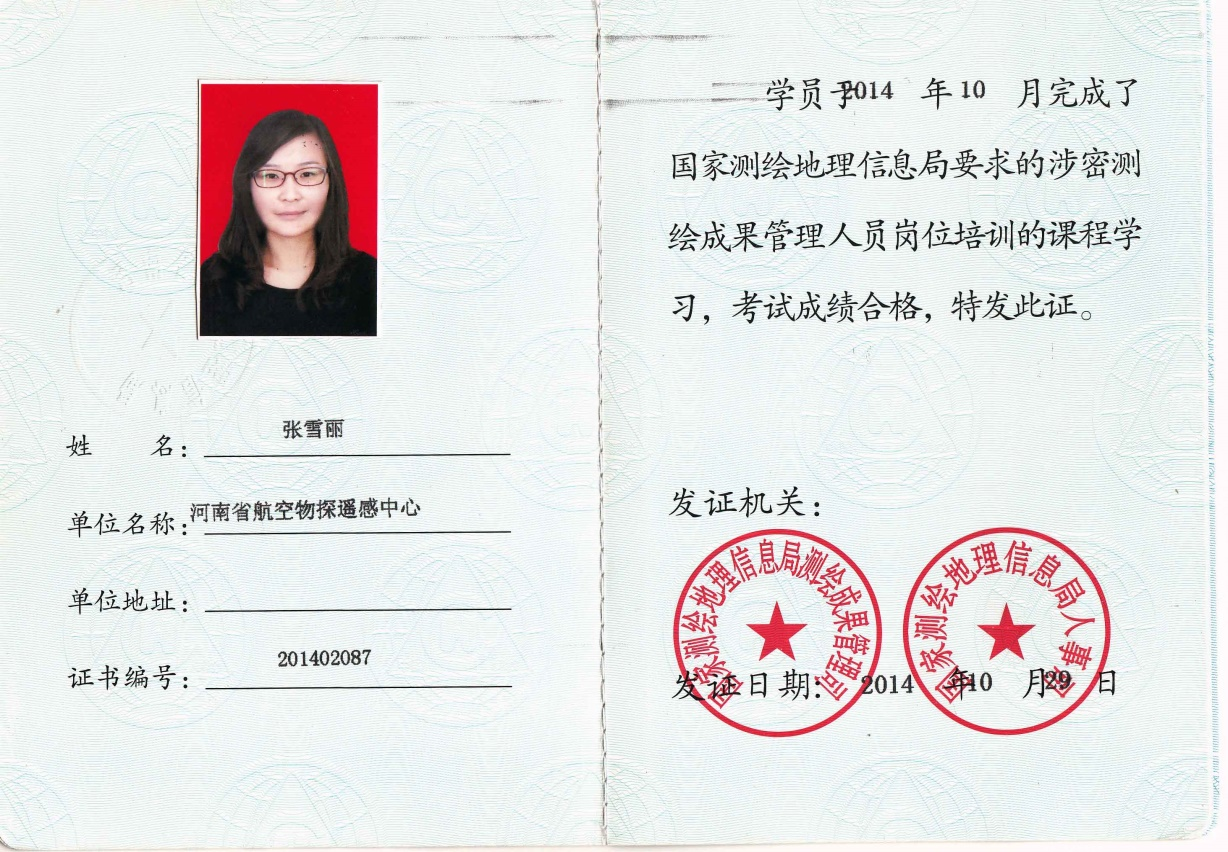 姓 名：张雪丽
单位名称：河南省航空物探遥感中心
单位地址：
证书编号：201402087
学员于2014 年10 月完成了
国家测绘地理信息局要求的涉密测
绘成果管理人员岗位培训的课程学
习，考试成绩合格，特发此证。
发证机关：
国家测绘地理信息局测绘成果管理司
国家测绘地理信息局人事司
发证日期：2014 年10 月29 日